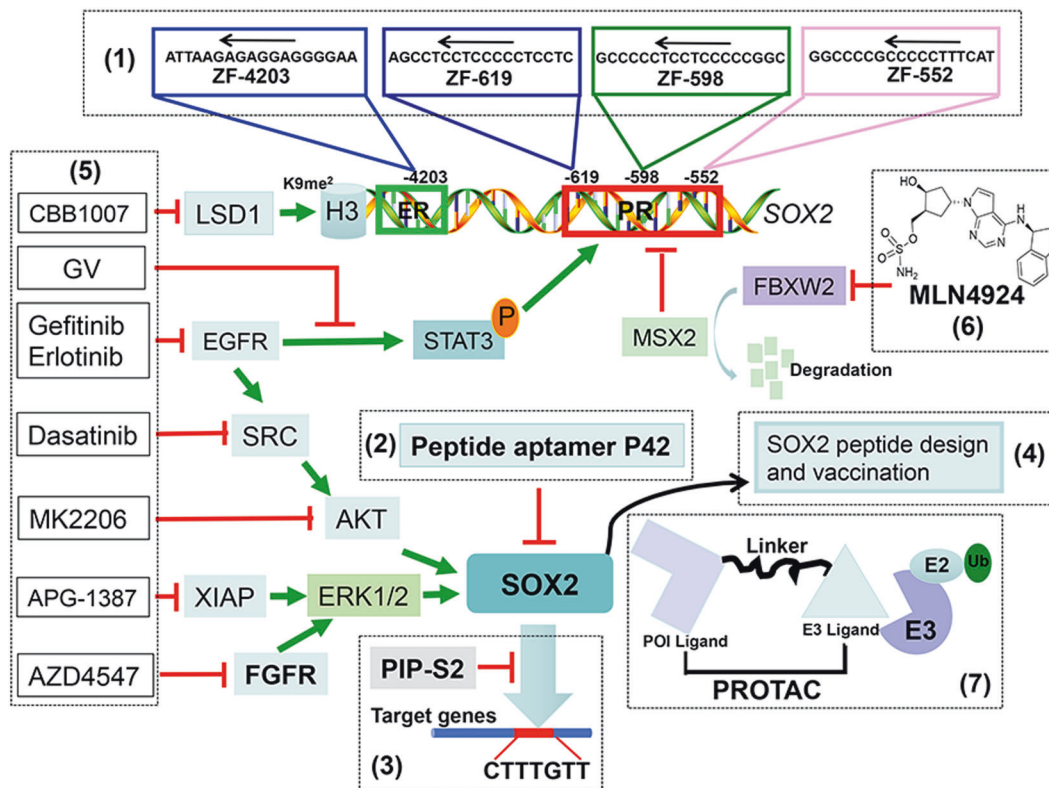 (1)
ATTAAGAGAGGAGGGGAA
ZF-4203
AGCCTCCTCCCCCTCCTC
ZF-619
GCCCCCTCCTCCCCCGGC
ZF-598
GGCCCCGCCCCCTTTCAT
ZF-552
(5)
CBB1007
LSD1
K9me2
H3
-4203
ER
-619
-598
-552
PR
SOX2
GV
Gefitinib
Erlotinib
EGFR
STAT3
P
MSX2
FBXW2
Degradation
HO
N
N
N
HN
O
O
S
O
NH2
MLN4924
(6)
Dasatinib
SRC
(2)
Peptide aptamer P42
SOX2 peptide design
and vaccination
(4)
MK2206
AKT
SOX2
APG-1387
XIAP
ERK1/2
AZD4547
FGFR
PIP-S2
Target genes
(3)
CTTTGTT
Linker
E2
Ub
E3
POI Ligand
E3 Ligand
PROTAC
(7)